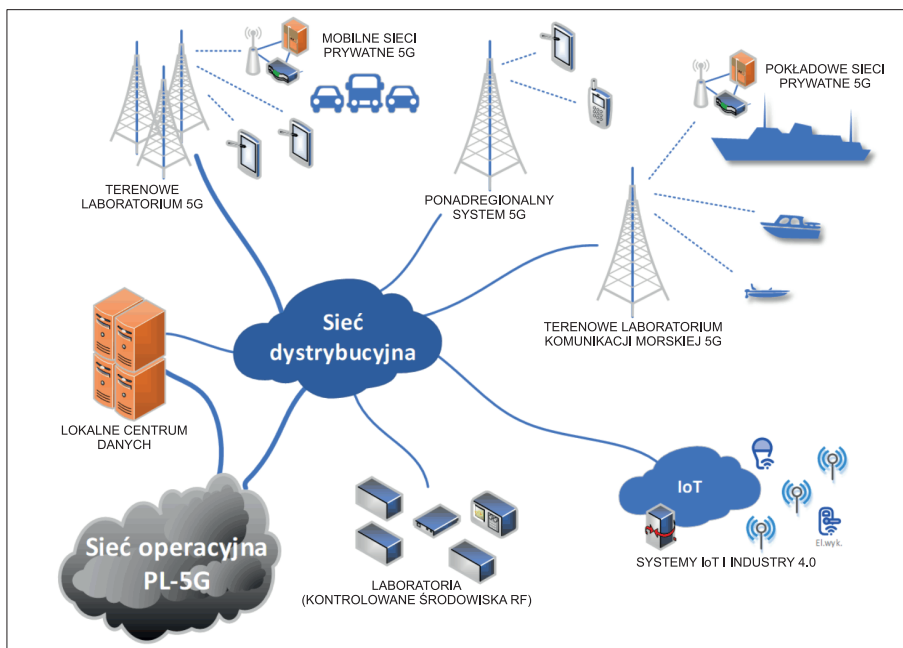 MOBILNE SIECI
PRYWATNE 5G
POKŁADOWE SIECI
PRYWATNE 5G
TERENOWE
LABORATORIUM 5G
PONADREGIONALNY
SYSTEM 5G
TERENOWE LABORATORIUM
KOMUNIKACJI MORSKIEJ 5G
Sieć
dystrybucyjna
LOKALNE CENTRUM
DANYCH
Sieć operacyjna
PL-5G
LABORATORIA
(KONTROLOWANE ŚRODOWISKA RF)
IoT
El.wyk.
SYSTEMY IoT I INDUSTRY 4.0